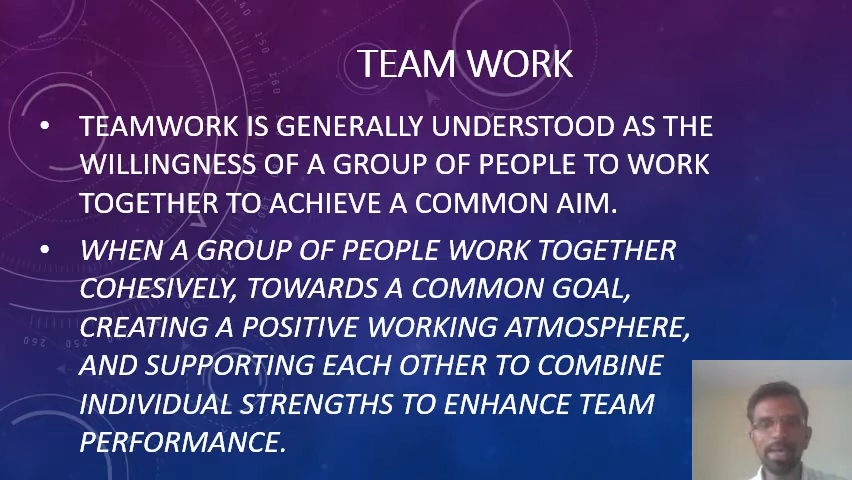 TEAM WORK
• TEAMWORK IS GENERALLY UNDERSTOOD AS THE
WILLINGNESS OF A GROUP OF PEOPLE TO WORK
TOGETHER TO ACHIEVE A COMMON AIM.
• WHEN A GROUP OF PEOPLE WORK TOGETHER
COHESIVELY, TOWARDS A COMMON GOAL,
CREATING A POSITIVE WORKING ATMOSPHERE,
AND SUPPORTING EACH OTHER TO COMBINE
INDIVIDUAL STRENGTHS TO ENHANCE TEAM
PERFORMANCE.